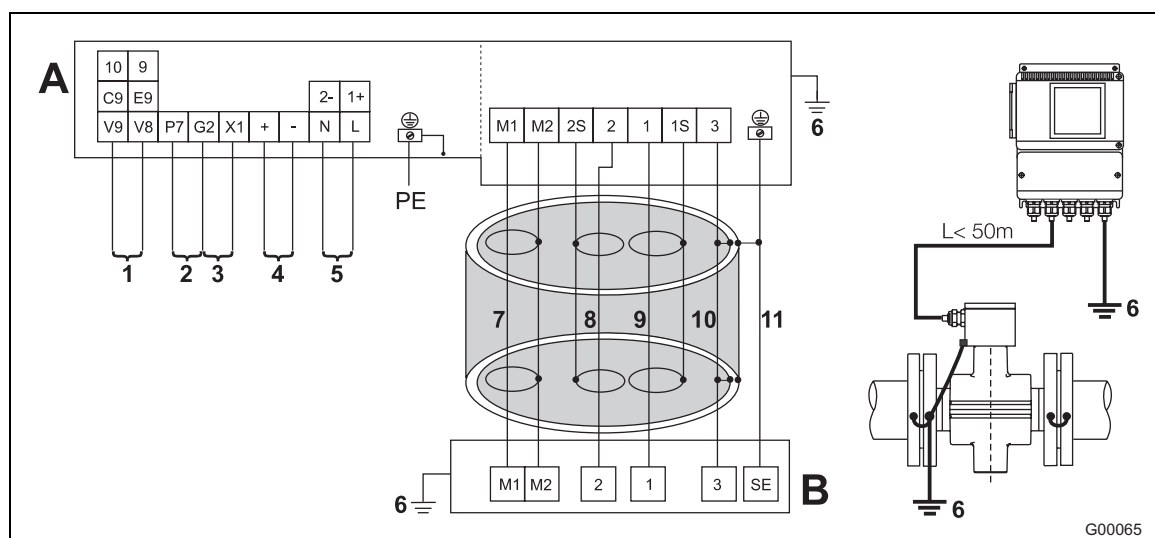 A
10 9
C9 E9 2- 1+
V9 V8 P7 G2 X1 + - N L
M1 M2 2S 2 1 1S 3
6
PE
1 2 3 4 5
7 8 9 10 11
6
M1 M2 2 1 3 SE
B
L< 50m
6
6
G00065